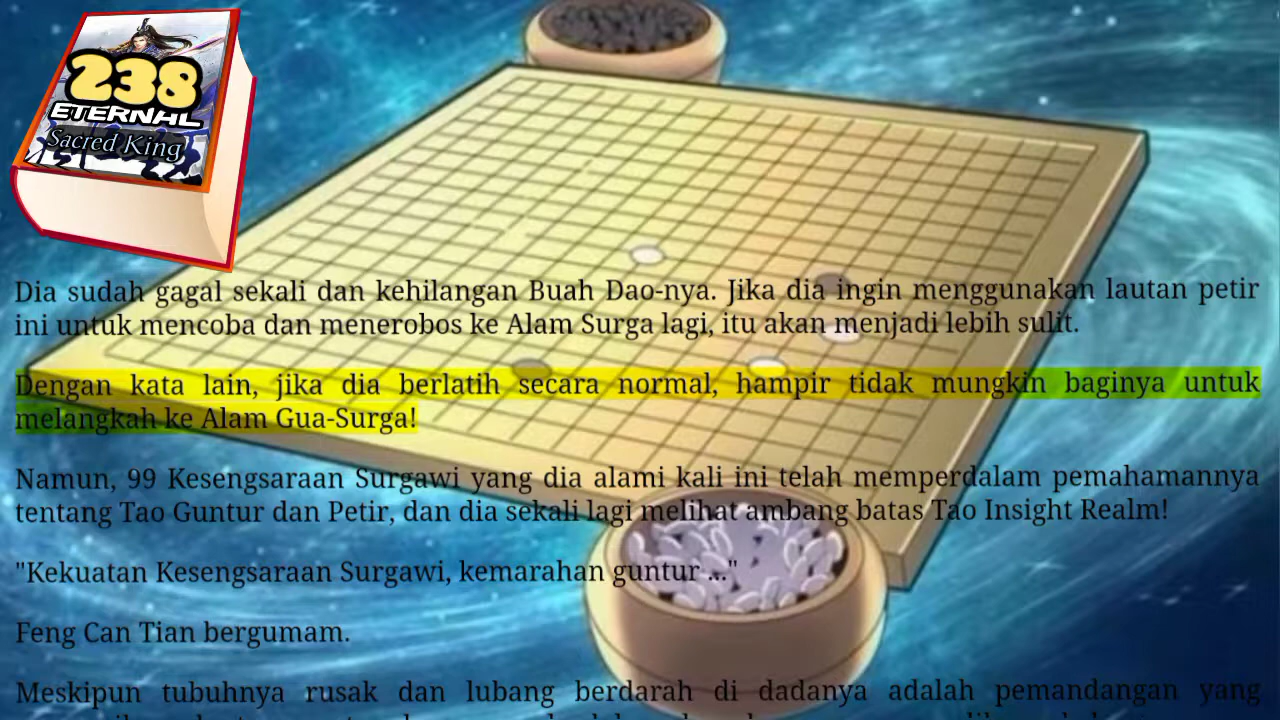 238
ETERNAL
Sacred King
Dia sudah gagal sekali dan kehilangan Buah Dao-nya. Jika dia ingin menggunakan lautan petir
ini untuk mencoba dan menerobos ke Alam Surga lagi, itu akan menjadi lebih sulit.
Dengan kata lain, jika dia berlatih secara normal, hampir tidak mungkin baginya untuk
melangkah ke Alam Gua-Surga!
Namun, 99 Kesengsaraan Surgawi yang dia alami kali ini telah memperdalam pemahamannya
tentang Tao Guntur dan Petir, dan dia sekali lagi melihat ambang batas Tao Insight Realm!
"Kekuatan Kesengsaraan Surgawi, kemarahan guntur ..."
Feng Can Tian bergumam.
Meskipun tubuhnya rusak dan lubang berdarah di dadanya adalah pemandangan yang